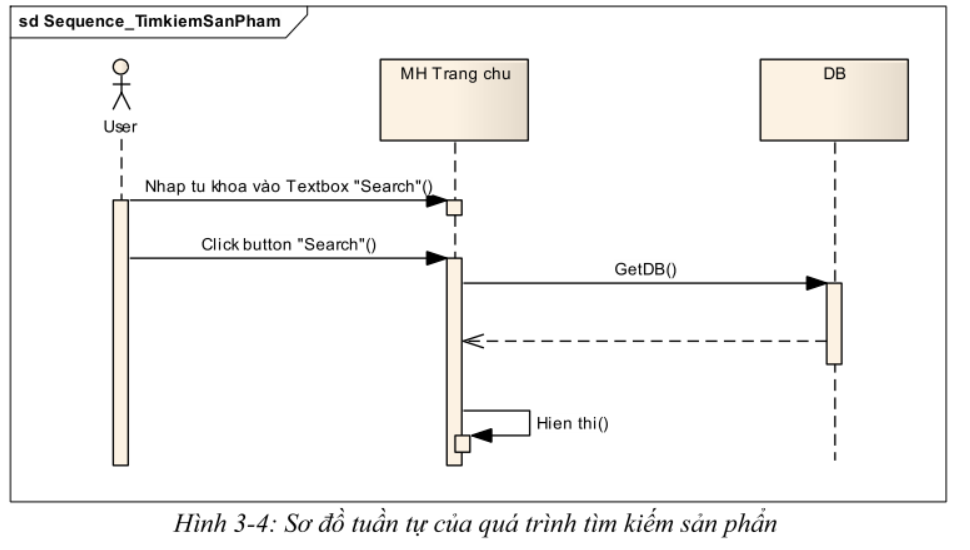 sd Sequence_TimkiemSanPham
User
MH Trang chu
DB
Nhap tu khoa vào Textbox "Search"()
Click button "Search"()
GetDB()
Hien thi()
Hình 3-4: Sơ đồ tuần tự của quá trình tìm kiếm sản phẩn